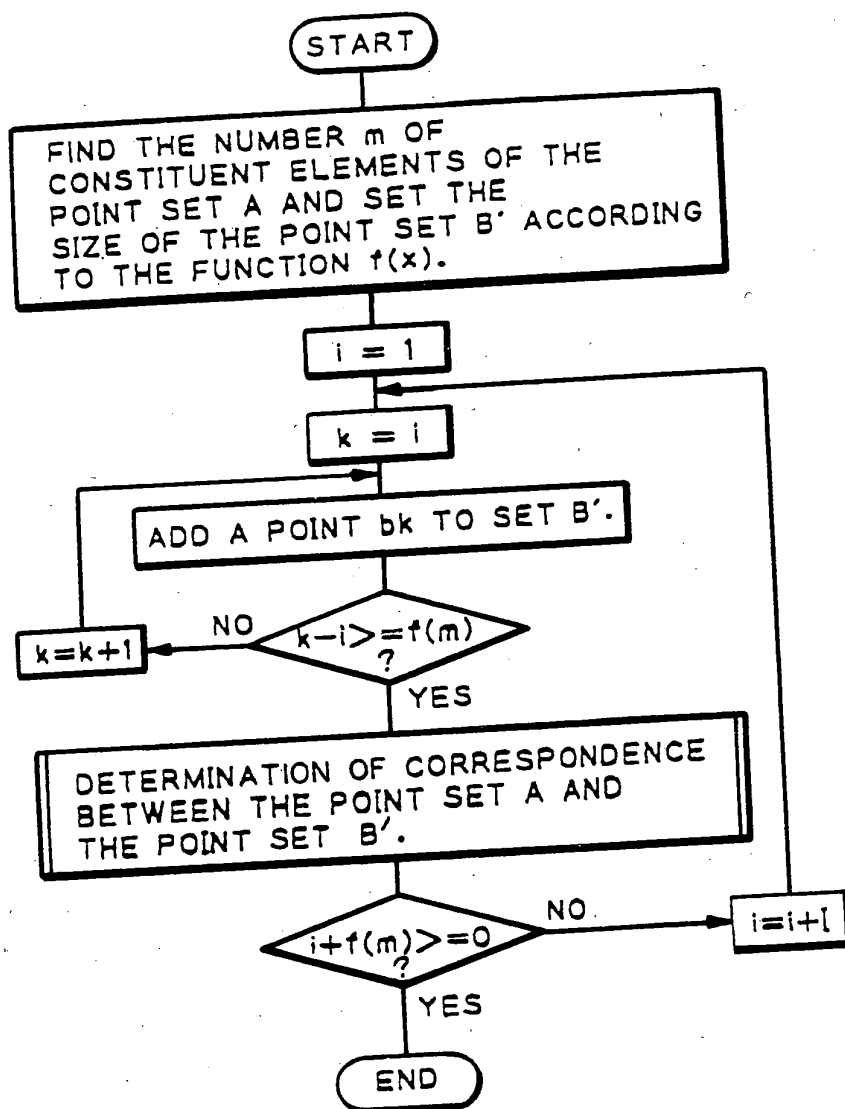 START
FIND THE NUMBER m OF
CONSTITUENT ELEMENTS OF THE
POINT SET A AND SET THE
SIZE OF THE POINT SET B' ACCORDING
TO THE FUNCTION f(x).
i = 1
k = i
ADD A POINT bk TO SET B'.
k-i>=f(m)
?
NO
k=k+1
YES
DETERMINATION OF CORRESPONDENCE
BETWEEN THE POINT SET A AND
THE POINT SET B'.
i+f(m)>=0
?
NO
i=i+I
YES
END